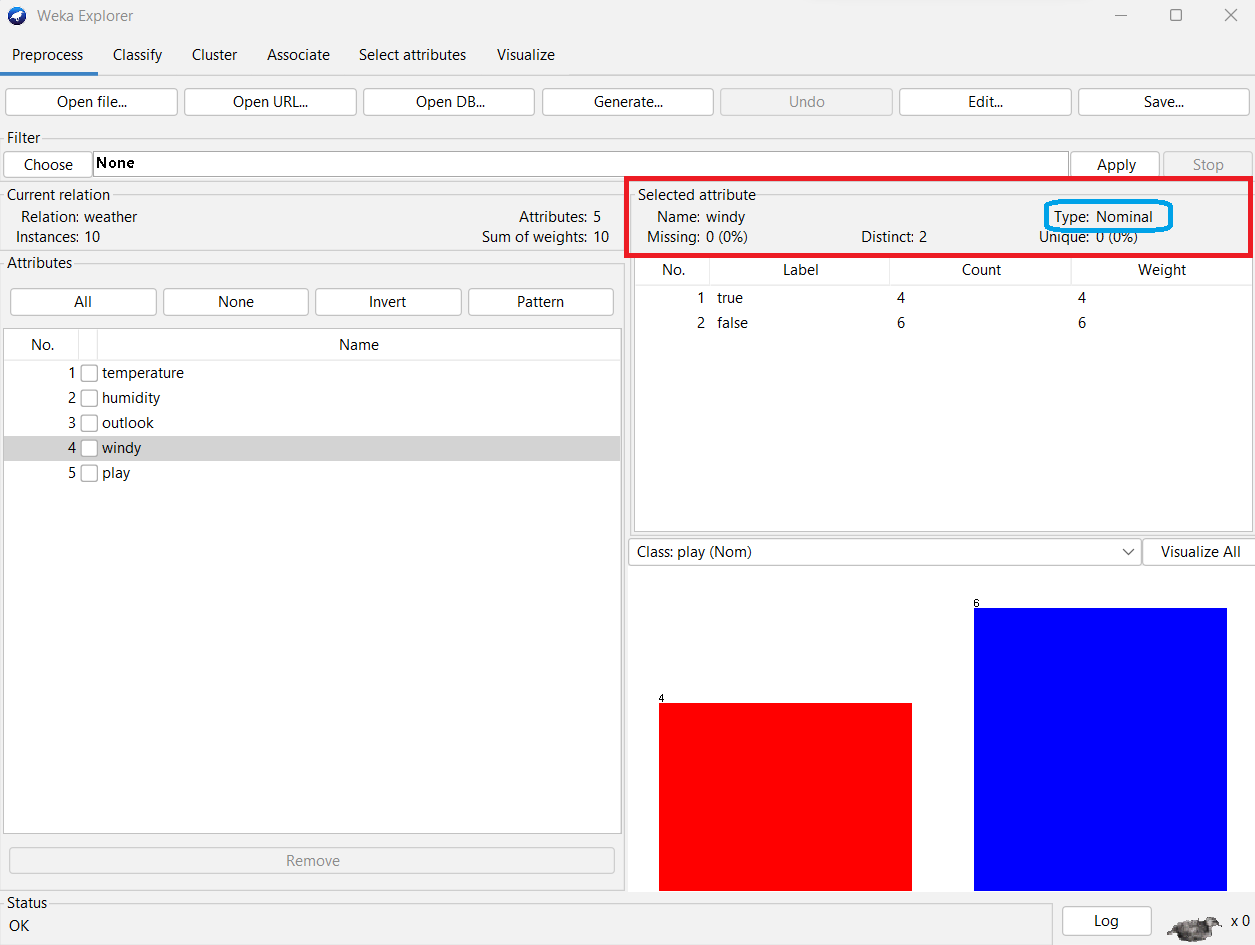 Weka Explorer
Preprocess Classify Cluster Associate Select attributes Visualize
Open file... Open URL... Open DB... Generate... Undo Edit... Save...
Filter
Choose None Apply Stop
Current relation
Relation: weather Attributes: 5
Instances: 10 Sum of weights: 10
Selected attribute
Name: windy Type: Nominal
Missing: 0 (0%) Distinct: 2 Unique: 0 (0%)
Attributes
All None Invert Pattern
No. Name
1 temperature
2 humidity
3 outlook
4 windy
5 play
Remove
No. Label Count Weight
1 true 4 4
2 false 6 6
Class: play (Nom) Visualize All
6
4
Status
OK
Log x 0